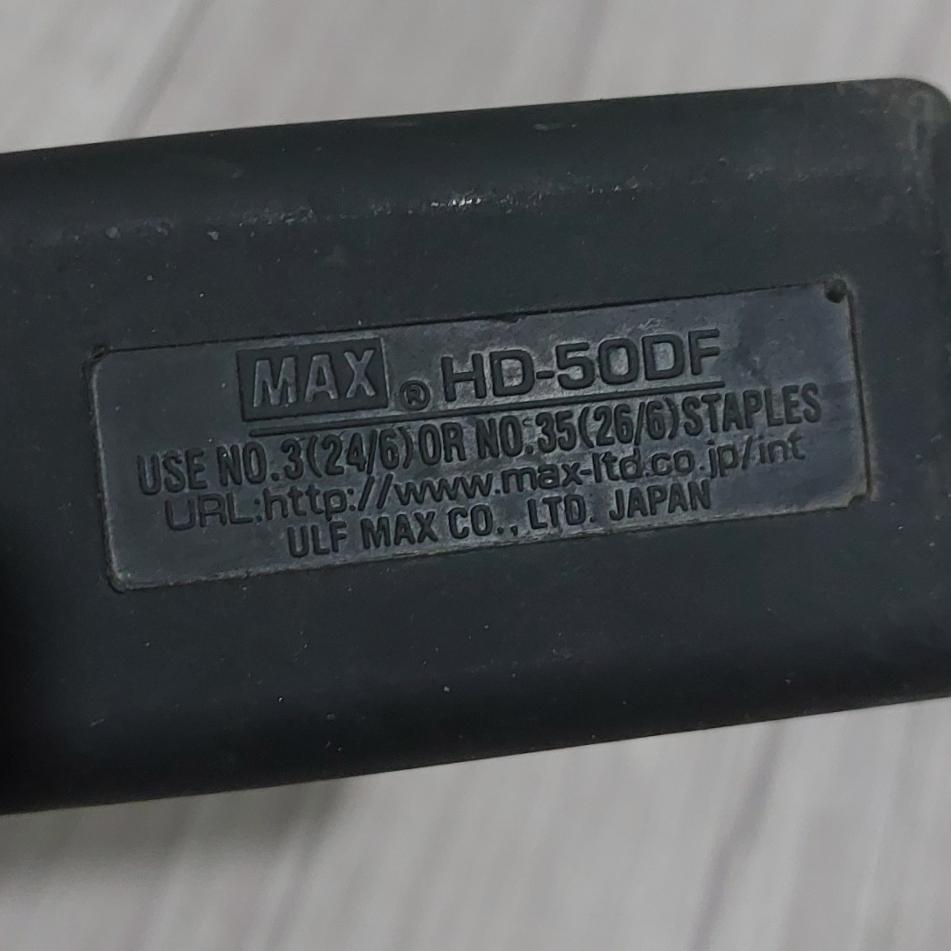 MAX® HD-50DF
USE NO.3(24/6)OR NO.35(26/6)STAPLES
URL:http://www.max-ltd.co.jp/int
ULF MAX CO., LTD. JAPAN